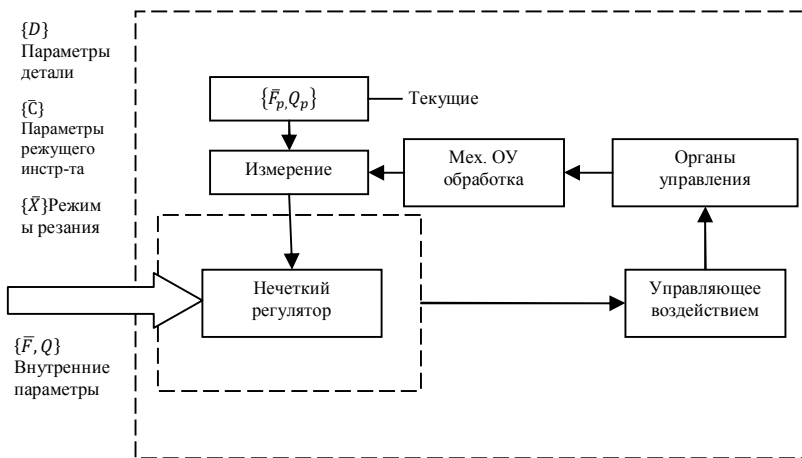 {D}
Параметры
детали
{C̅}
Параметры
режущего
инстр-та
{X̅}Режим
ы резания
{F̅, Q}
Внутренние
параметры
{F̅ₚ,Qₚ}
Текущие
Измерение
Мех. ОУ
обработка
Органы
управления
Нечеткий
регулятор
Управляющее
воздействием